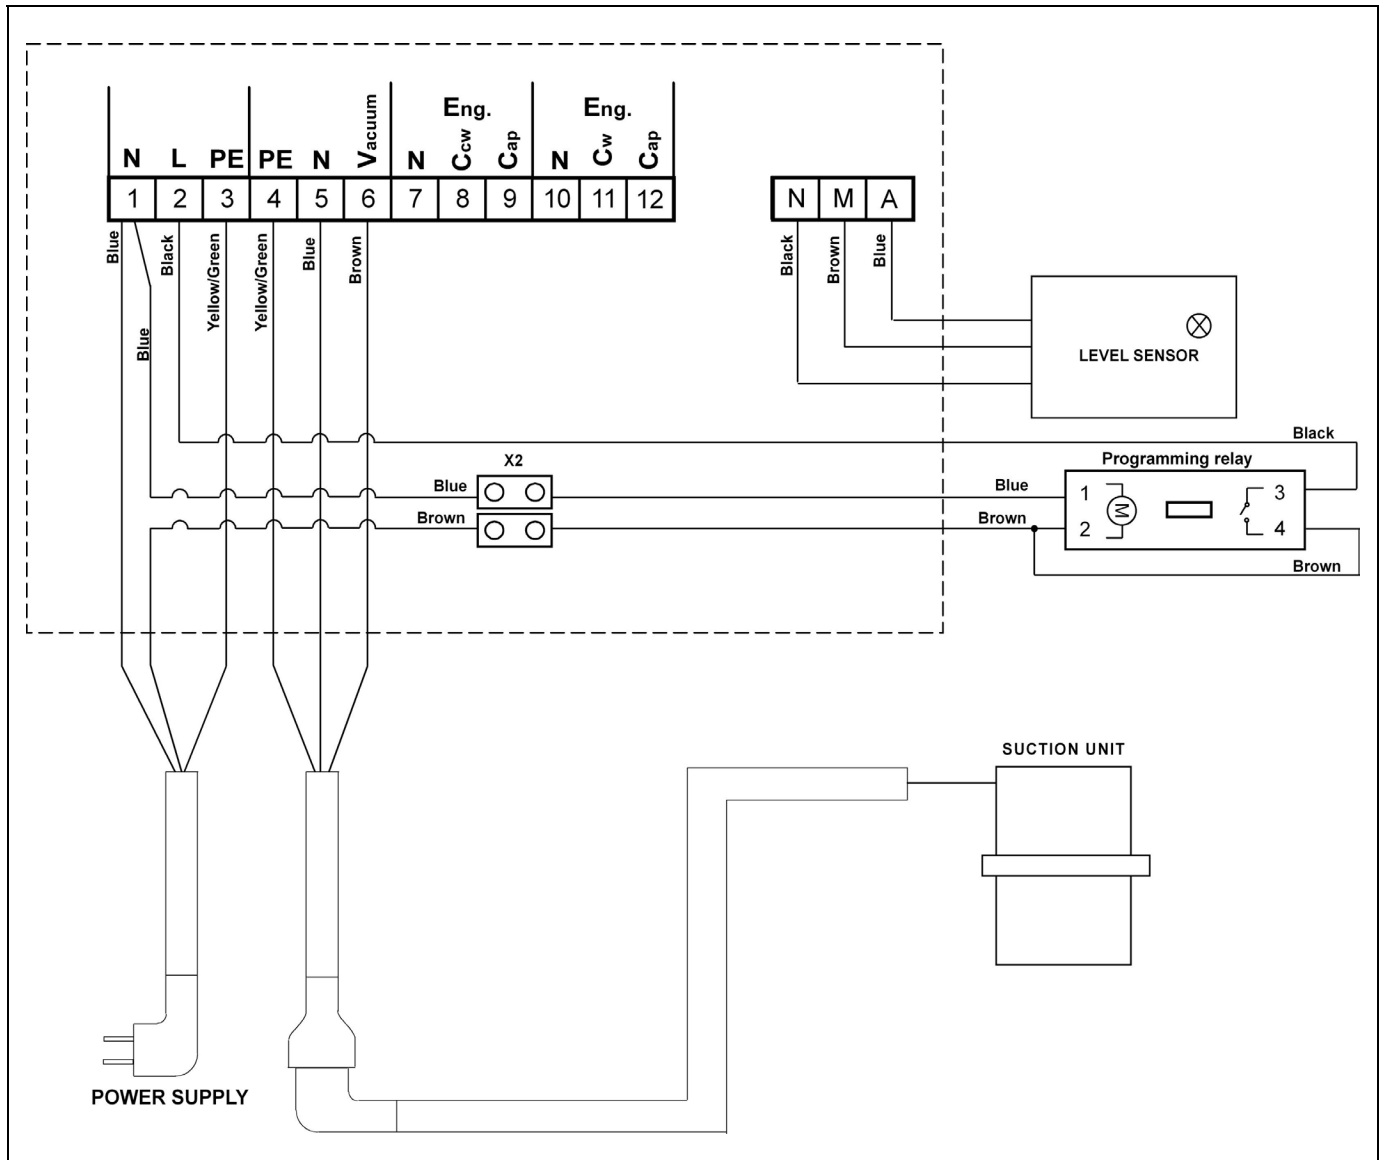 Eng. Eng.
N L PE PE N Vacuum N Ccw Cap N Cw Cap
1 2 3 4 5 6 7 8 9 10 11 12
N M A
Blue Black Yellow/Green Yellow/Green Blue Brown
Black Brown Blue
Blue
LEVEL SENSOR
Black
X2
Programming relay
Blue Blue
1 M 3
Brown Brown
2 4
Brown
SUCTION UNIT
POWER SUPPLY